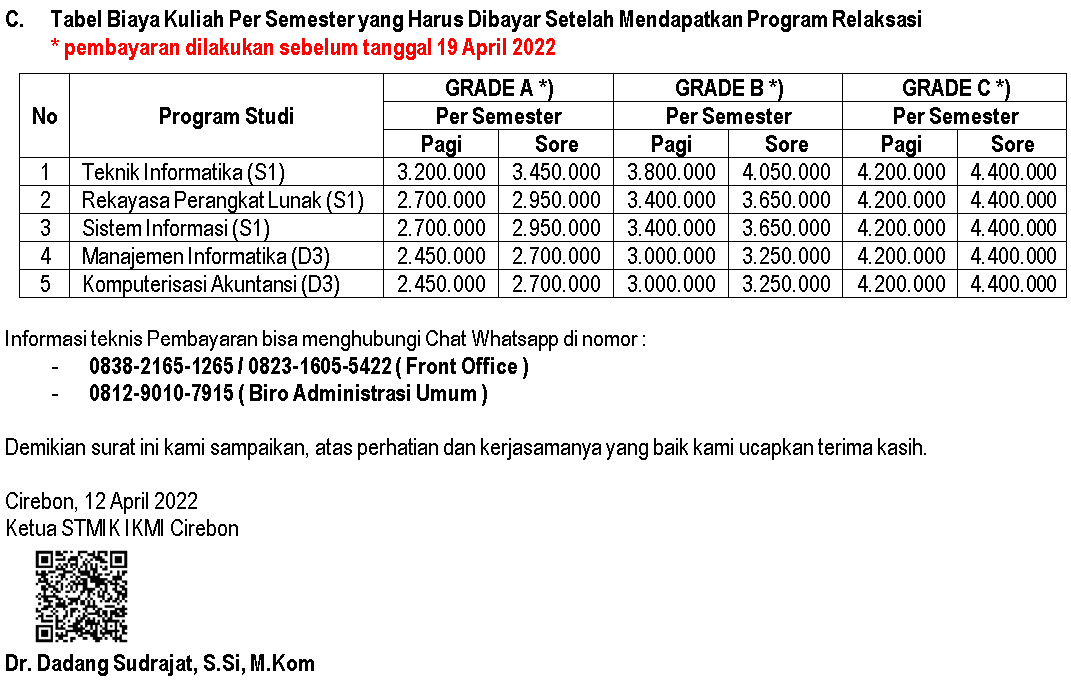 C. Tabel Biaya Kuliah Per Semester yang Harus Dibayar Setelah Mendapatkan Program Relaksasi
* pembayaran dilakukan sebelum tanggal 19 April 2022
No Program Studi GRADE A *) GRADE B *) GRADE C *)
Per Semester Per Semester Per Semester
Pagi Sore Pagi Sore Pagi Sore
1 Teknik Informatika (S1) 3.200.000 3.450.000 3.800.000 4.050.000 4.200.000 4.400.000
2 Rekayasa Perangkat Lunak (S1) 2.700.000 2.950.000 3.400.000 3.650.000 4.200.000 4.400.000
3 Sistem Informasi (S1) 2.700.000 2.950.000 3.400.000 3.650.000 4.200.000 4.400.000
4 Manajemen Informatika (D3) 2.450.000 2.700.000 3.000.000 3.250.000 4.200.000 4.400.000
5 Komputerisasi Akuntansi (D3) 2.450.000 2.700.000 3.000.000 3.250.000 4.200.000 4.400.000
Informasi teknis Pembayaran bisa menghubungi Chat Whatsapp di nomor :
- 0838-2165-1265 / 0823-1605-5422 ( Front Office )
- 0812-9010-7915 ( Biro Administrasi Umum )
Demikian surat ini kami sampaikan, atas perhatian dan kerjasamanya yang baik kami ucapkan terima kasih.
Cirebon, 12 April 2022
Ketua STMIK IKMI Cirebon
Dr. Dadang Sudrajat, S.Si, M.Kom